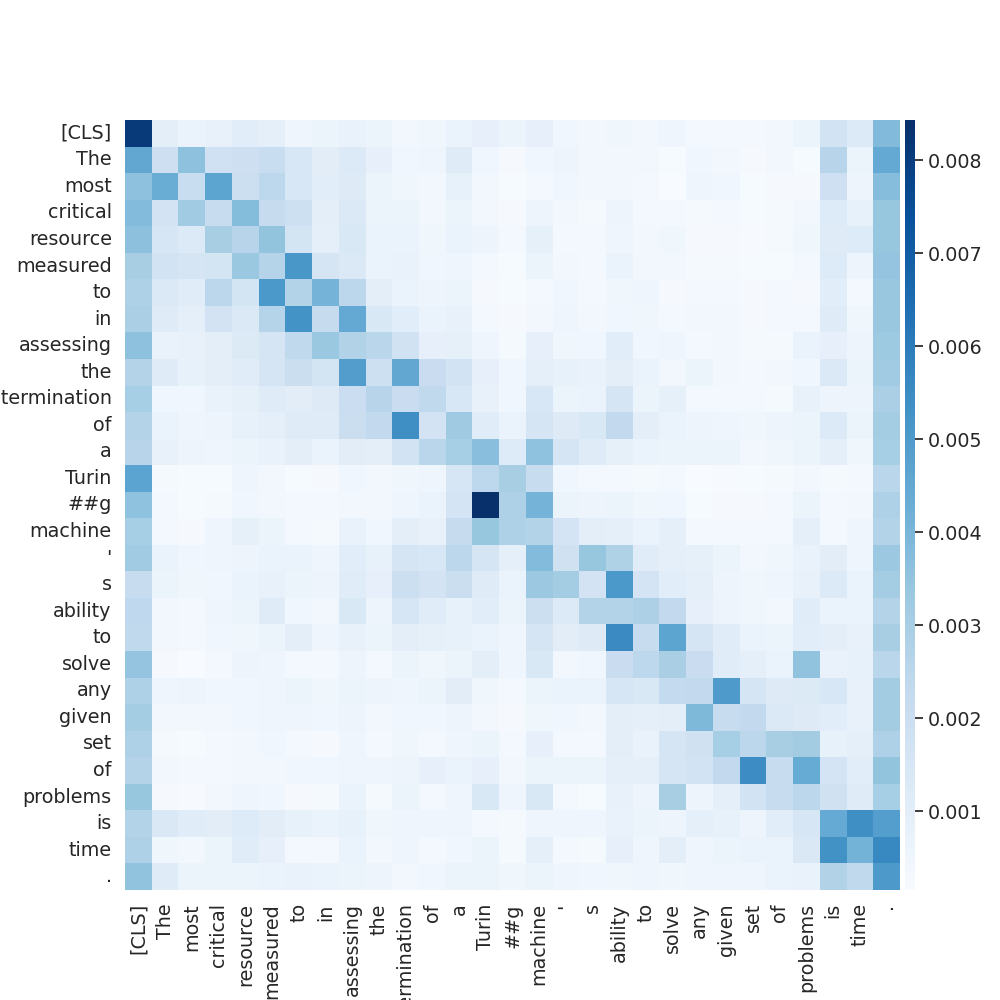 [CLS]
The
most
critical
resource
measured
to
in
assessing
the
termination
of
a
Turin
##g
machine
'
s
ability
to
solve
any
given
set
of
problems
is
time
.
0.008
0.007
0.006
0.005
0.004
0.003
0.002
0.001
[CLS]
The
most
critical
resource
measured
to
in
assessing
the
ermination
of
a
Turin
##g
machine
'
s
ability
to
solve
any
given
set
of
problems
is
time
.